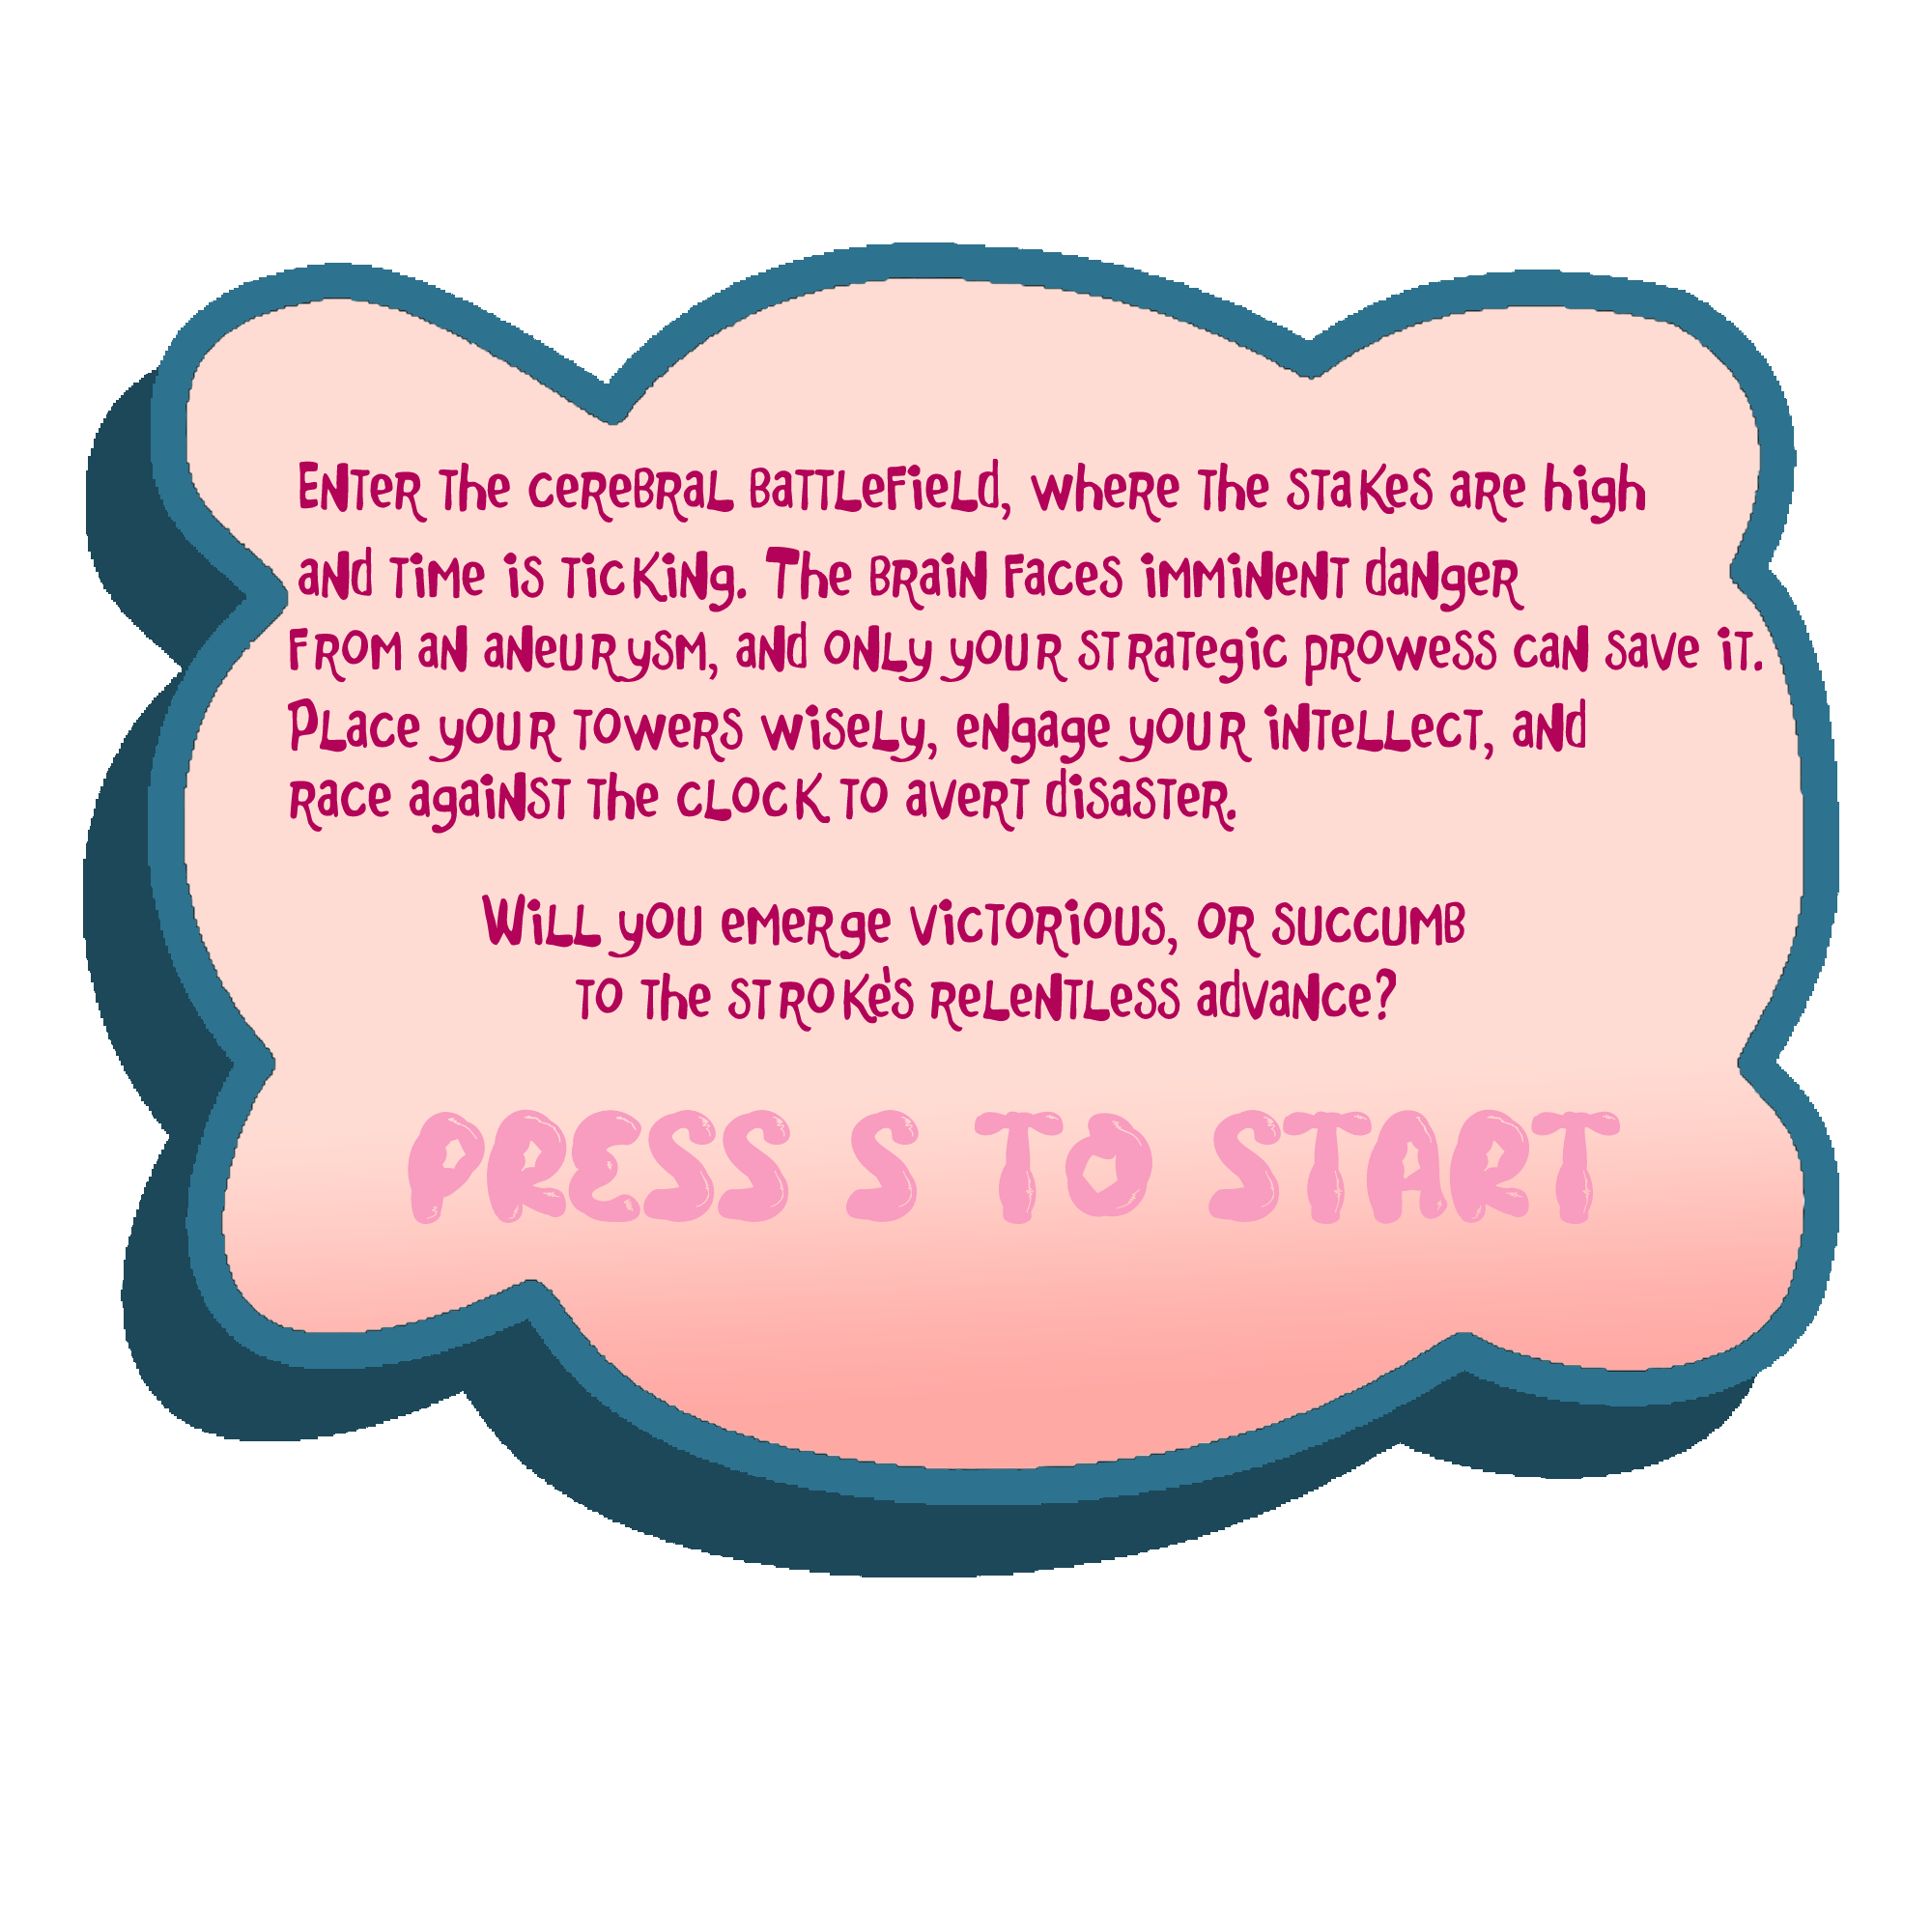 Enter the cerebral battlefield, where the stakes are high
and time is ticking. The brain faces imminent danger
from an aneurysm, and only your strategic prowess can save it.
Place your towers wisely, engage your intellect, and
race against the clock to avert disaster.
Will you emerge victorious, or succumb
to the stroke's relentless advance?
PRESS S TO START